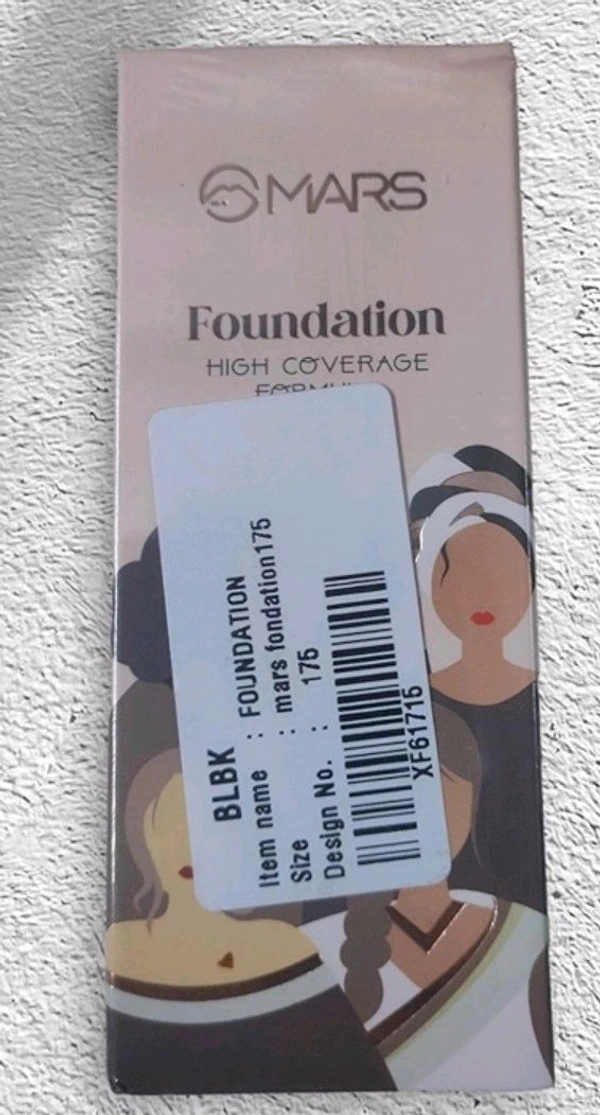 MARS
Foundation
HIGH COVERAGE
BLBK
Item name : FOUNDATION
Size : mars fondation175
Design No. : 175
XF61715